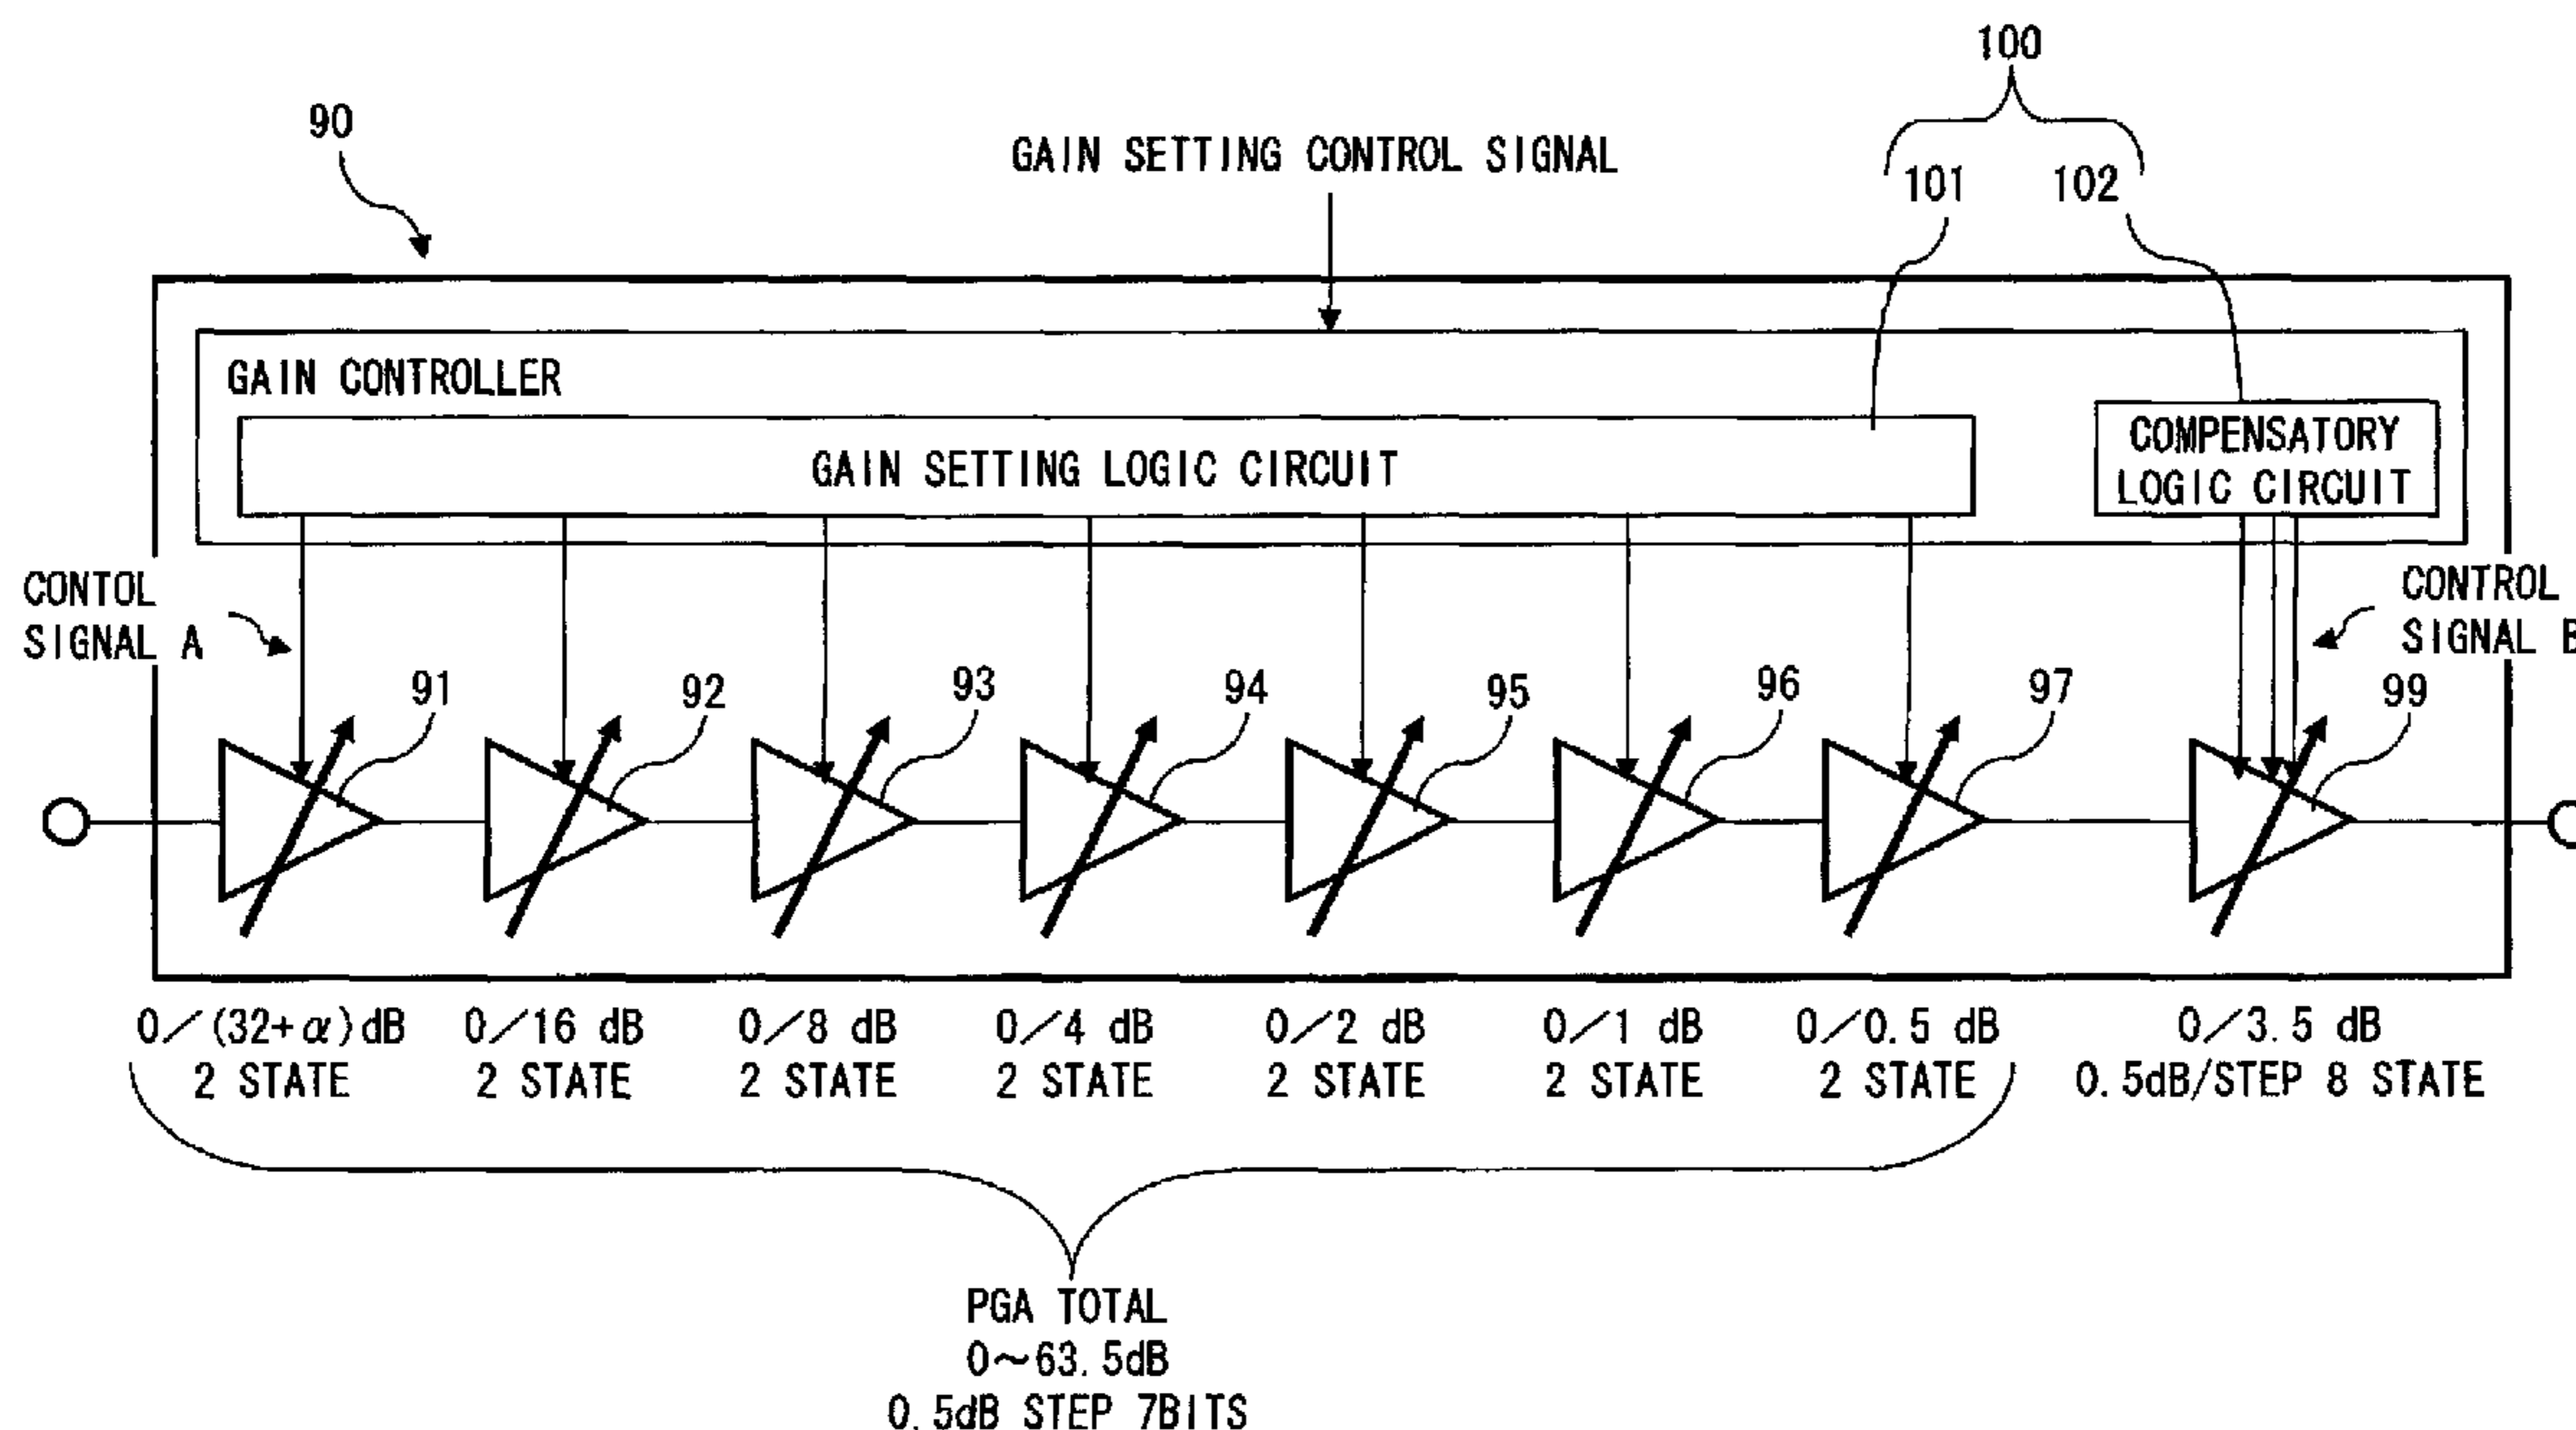 100
90
GAIN SETTING CONTROL SIGNAL
101
102
GAIN CONTROLLER
GAIN SETTING LOGIC CIRCUIT
COMPENSATORY
LOGIC CIRCUIT
CONTOL
SIGNAL A
CONTROL
SIGNAL B
91
92
93
94
95
96
97
99
0/(32+α)dB
2 STATE
0/16 dB
2 STATE
0/8 dB
2 STATE
0/4 dB
2 STATE
0/2 dB
2 STATE
0/1 dB
2 STATE
0/0.5 dB
2 STATE
0/3.5 dB
0.5dB/STEP 8 STATE
PGA TOTAL
0~63.5dB
0.5dB STEP 7BITS